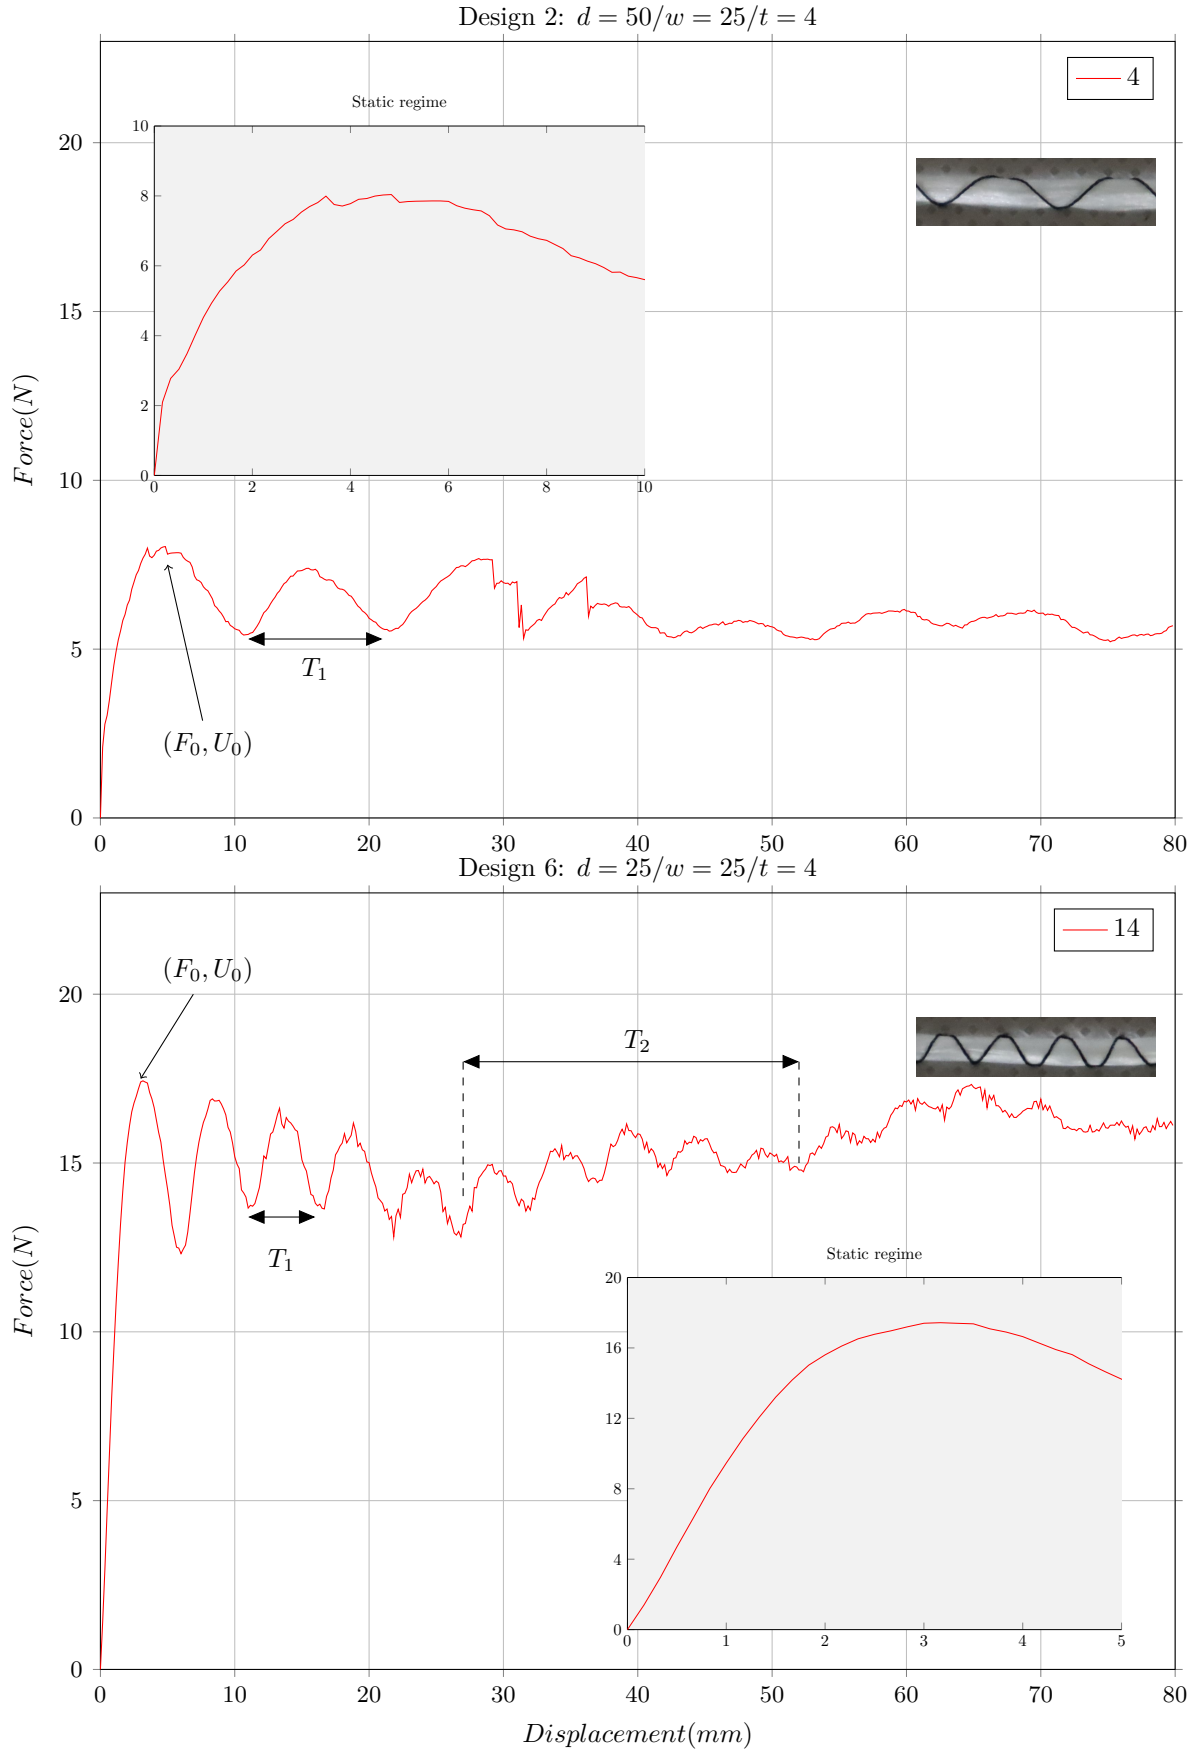 Design 2: d = 50/w = 25/t = 4
4
Static regime
10
8
6
4
2
0
0 2 4 6 8 10
20
15
10
5
0
Force(N)
T₁
(F₀, U₀)
0 10 20 30 40 50 60 70 80
Design 6: d = 25/w = 25/t = 4
14
(F₀, U₀)
T₂
T₁
20
15
10
5
0
Force(N)
Static regime
20
16
12
8
4
0
0 1 2 3 4 5
0 10 20 30 40 50 60 70 80
Displacement(mm)